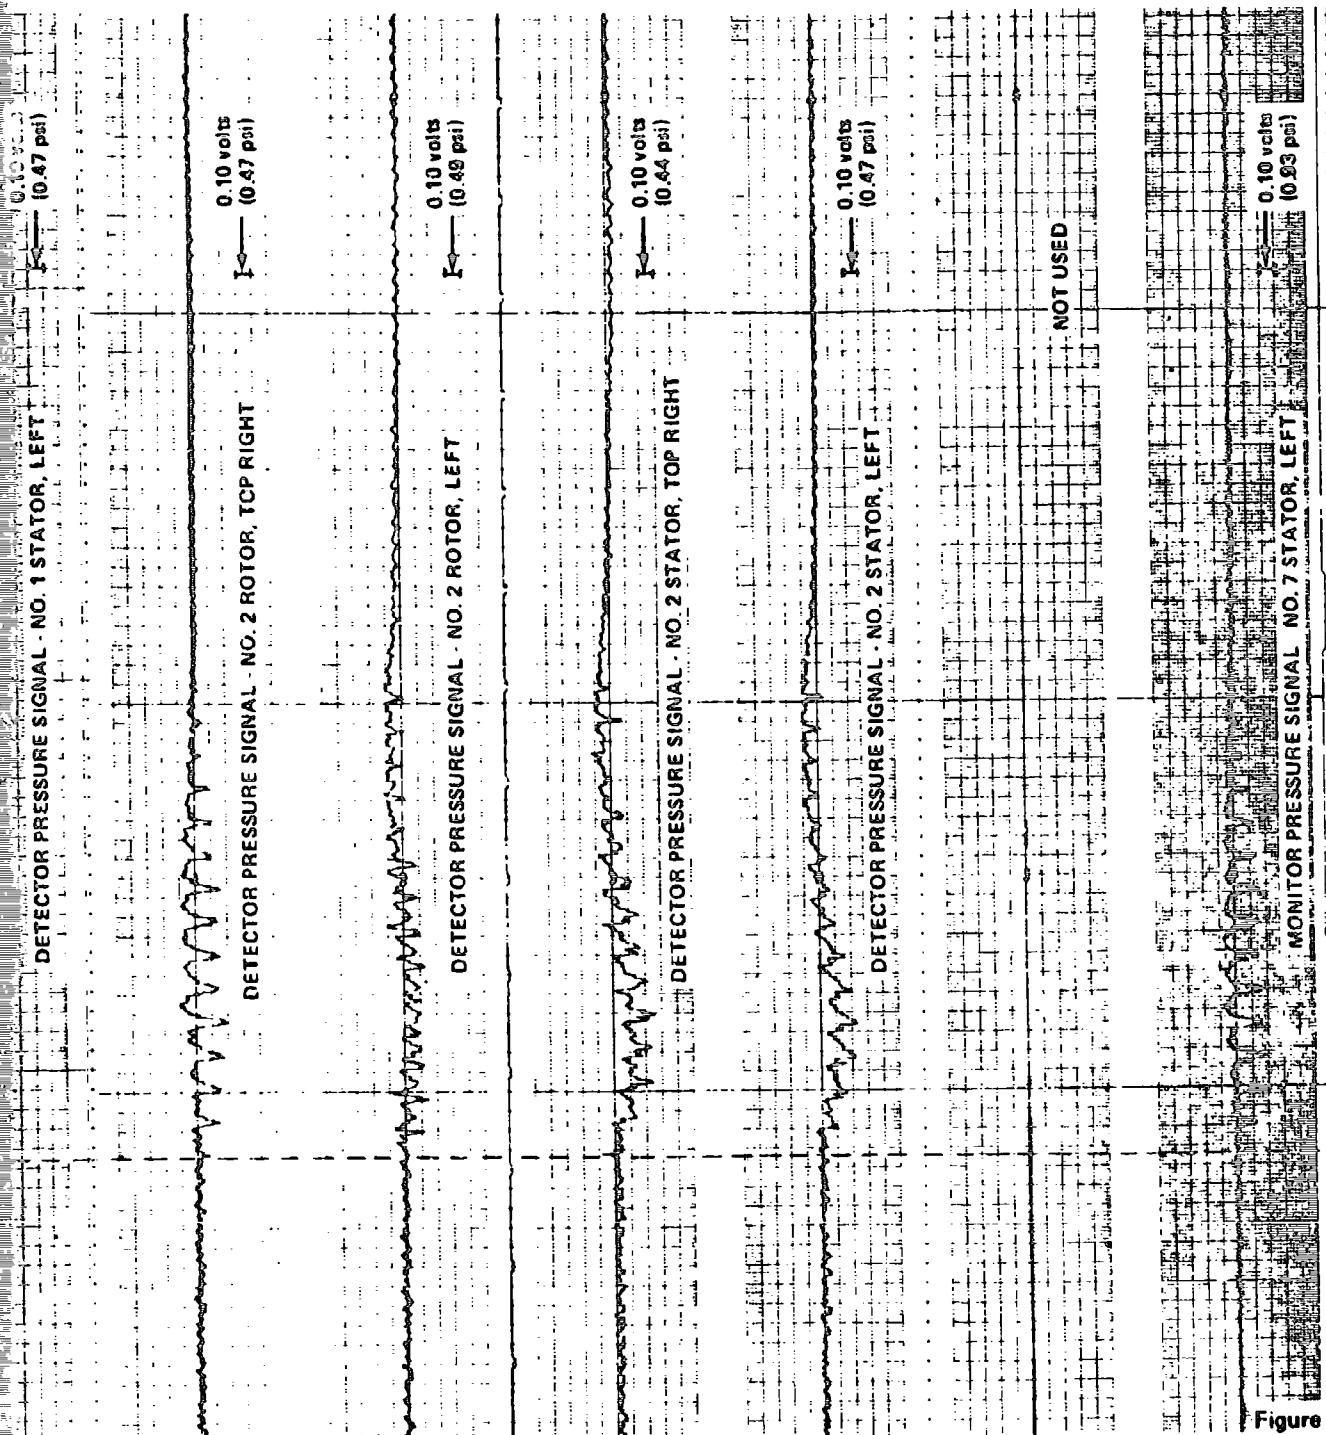 (0.47 psi)
DETECTOR PRESSURE SIGNAL - NO. 1 STATOR, LEFT
0.10 volts
(0.47 psi)
DETECTOR PRESSURE SIGNAL - NO. 2 ROTOR, TCP RIGHT
0.10 volts
(0.49 psi)
DETECTOR PRESSURE SIGNAL - NO. 2 ROTOR, LEFT
0.10 volts
(0.44 psi)
DETECTOR PRESSURE SIGNAL - NO. 2 STATOR, TOP RIGHT
0.10 volts
(0.47 psi)
DETECTOR PRESSURE SIGNAL - NO. 2 STATOR, LEFT
NOT USED
0.10 volts
(0.93 psi)
MONITOR PRESSURE SIGNAL NO. 7 STATOR, LEFT
Figure